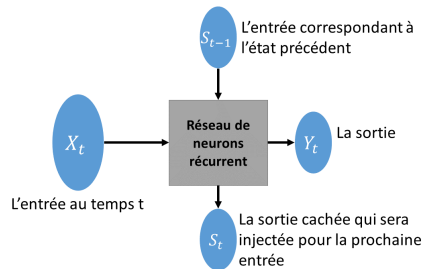 S_{t-1}
L'entrée correspondant à
l'état précédent
X_t
Réseau de
neurons
récurrent
Y_t
La sortie
L'entrée au temps t
S_t
La sortie cachée qui sera
injectée pour la prochaine
entrée